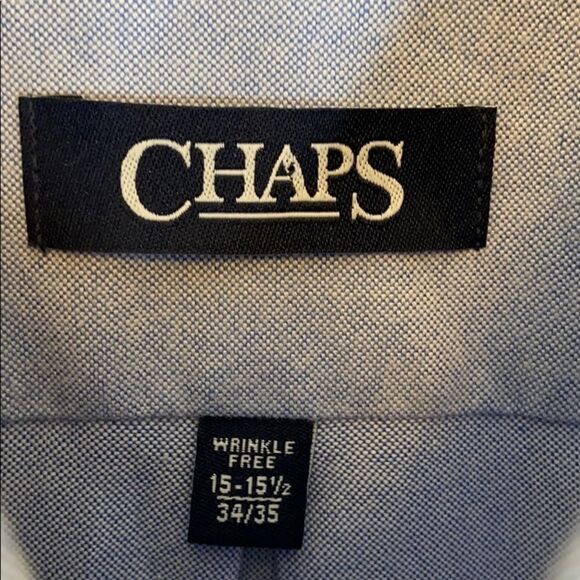 CHAPS
WRINKLE
FREE
15-15½
34/35